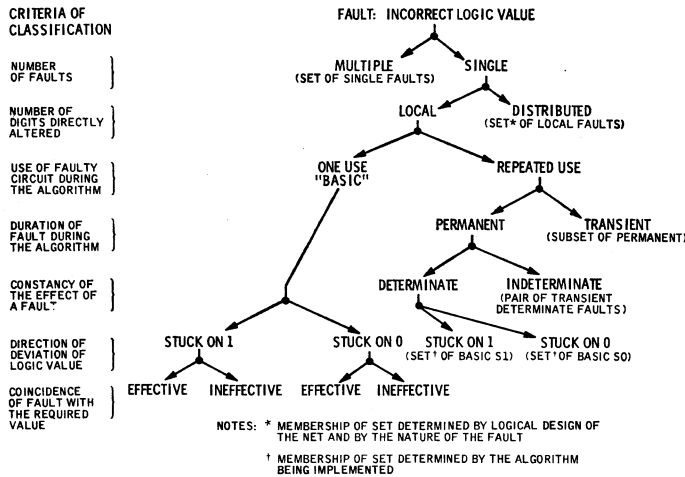 CRITERIA OF
CLASSIFICATION
FAULT: INCORRECT LOGIC VALUE
NUMBER
OF FAULTS
MULTIPLE
(SET OF SINGLE FAULTS)
SINGLE
NUMBER OF
DIGITS DIRECTLY
ALTERED
LOCAL
DISTRIBUTED
(SET* OF LOCAL FAULTS)
USE OF FAULTY
CIRCUIT DURING
THE ALGORITHM
ONE USE
"BASIC"
REPEATED USE
DURATION OF
FAULT DURING
THE ALGORITHM
PERMANENT
TRANSIENT
(SUBSET OF PERMANENT)
CONSTANCY OF
THE EFFECT OF
A FAULT
DETERMINATE
INDETERMINATE
(PAIR OF TRANSIENT
DETERMINATE FAULTS)
DIRECTION OF
DEVIATION OF
LOGIC VALUE
STUCK ON 1
STUCK ON 0
STUCK ON 1
(SET† OF BASIC S1)
STUCK ON 0
(SET† OF BASIC S0)
COINCIDENCE
OF FAULT WITH
THE REQUIRED
VALUE
EFFECTIVE
INEFFECTIVE
EFFECTIVE
INEFFECTIVE
NOTES: * MEMBERSHIP OF SET DETERMINED BY LOGICAL DESIGN OF
THE NET AND BY THE NATURE OF THE FAULT
† MEMBERSHIP OF SET DETERMINED BY THE ALGORITHM
BEING IMPLEMENTED